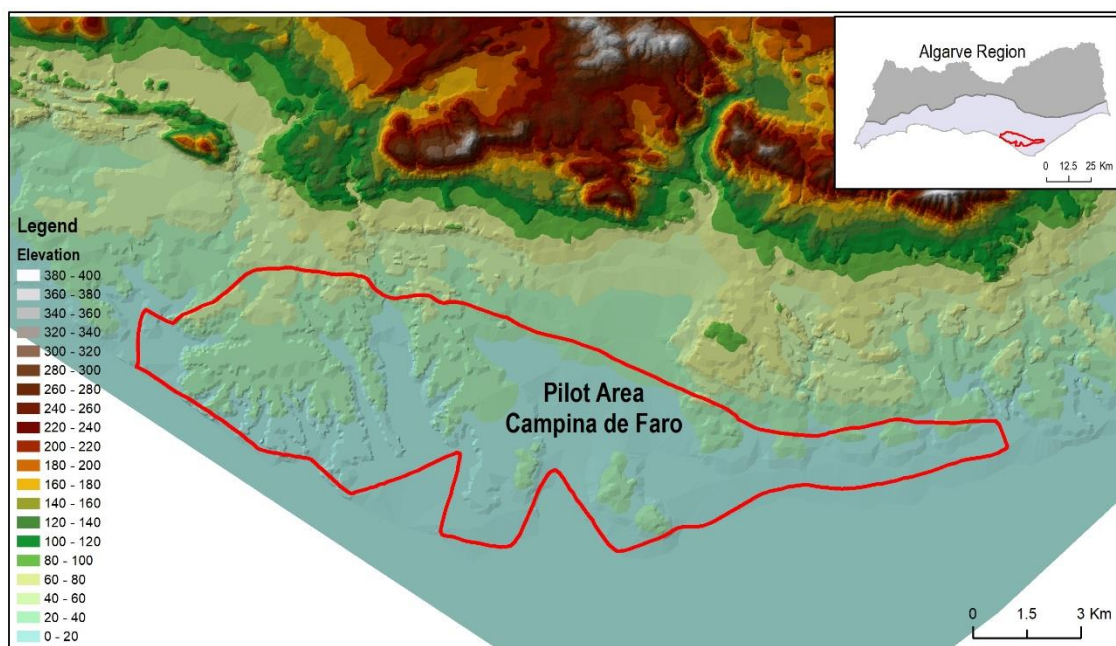 Algarve Region
0 12.5 25 Km
Legend
Elevation
380 - 400
360 - 380
340 - 360
320 - 340
300 - 320
280 - 300
260 - 280
240 - 260
220 - 240
200 - 220
180 - 200
160 - 180
140 - 160
120 - 140
100 - 120
80 - 100
60 - 80
40 - 60
20 - 40
0 - 20
Pilot Area
Campina de Faro
0 1.5 3 Km